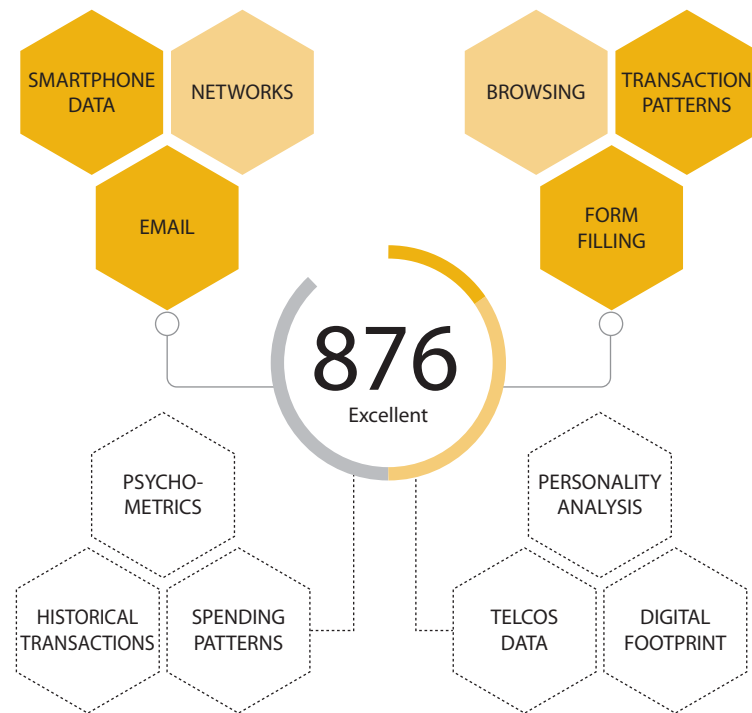 SMARTPHONE
DATA
NETWORKS
EMAIL
BROWSING
TRANSACTION
PATTERNS
FORM
FILLING
876
Excellent
PSYCHO-
METRICS
HISTORICAL
TRANSACTIONS
SPENDING
PATTERNS
PERSONALITY
ANALYSIS
TELCOS
DATA
DIGITAL
FOOTPRINT